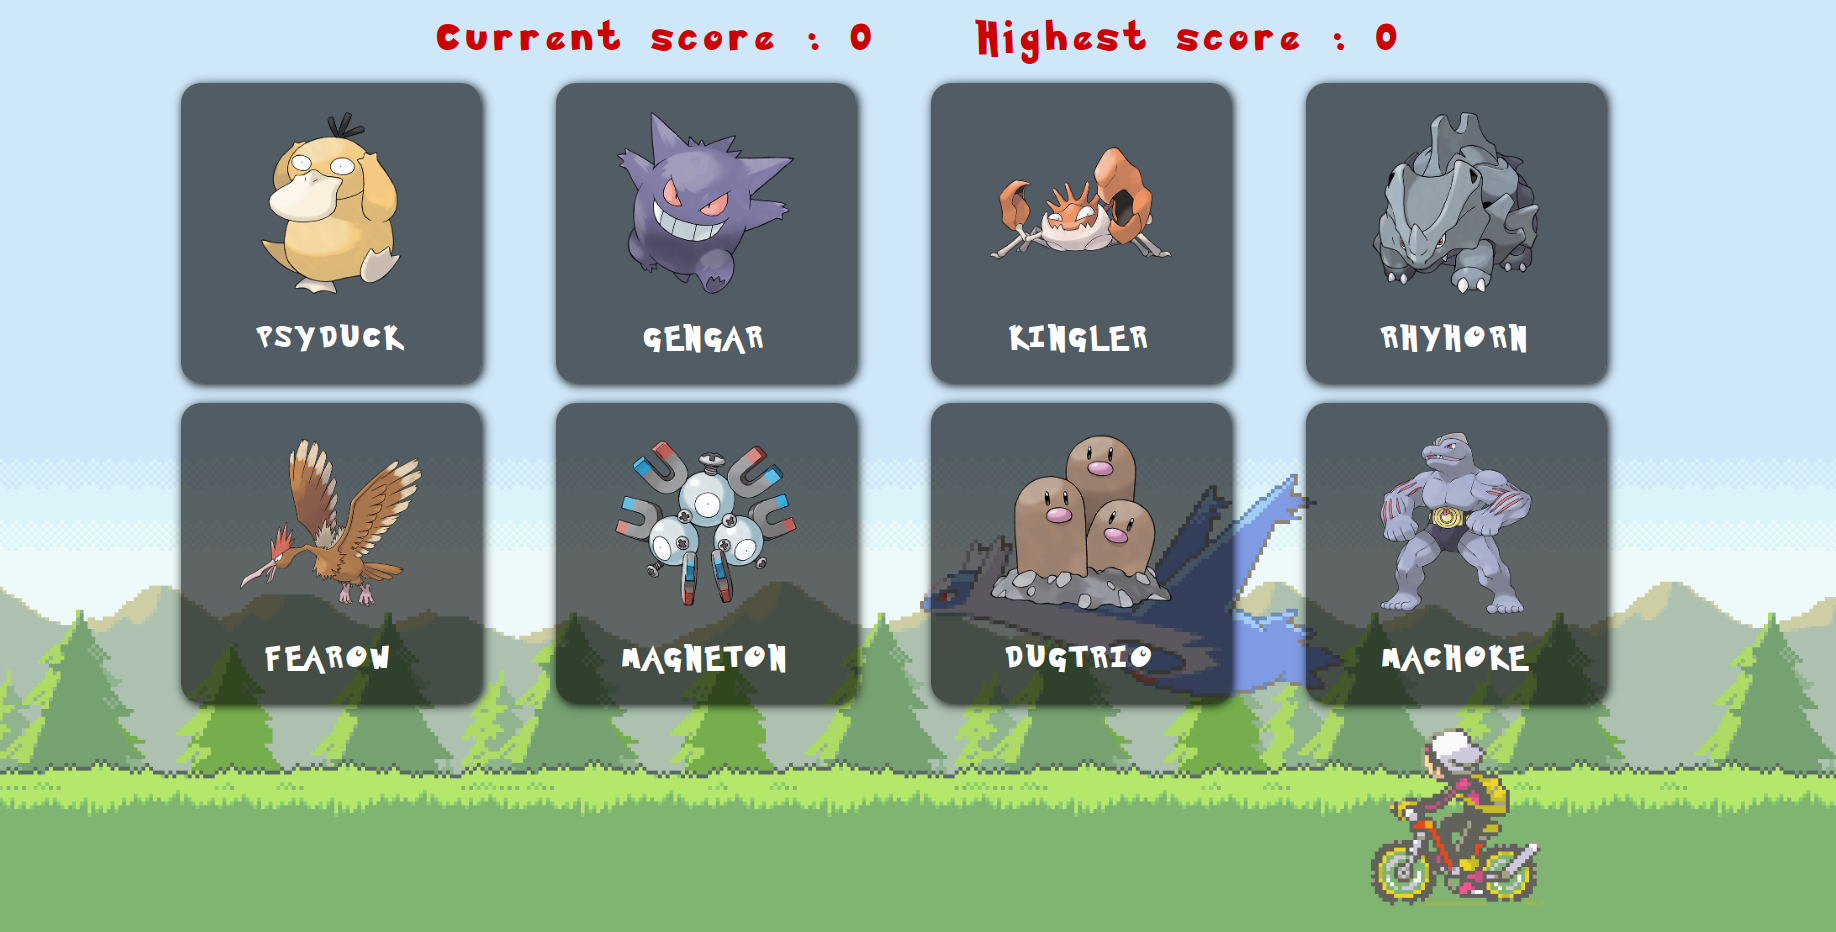 Current score : 0 Highest score : 0
PSYDUCK GENGAR KINGLER RHYHORN
FEAROW MAGNETON DUGTRIO MACHOKE